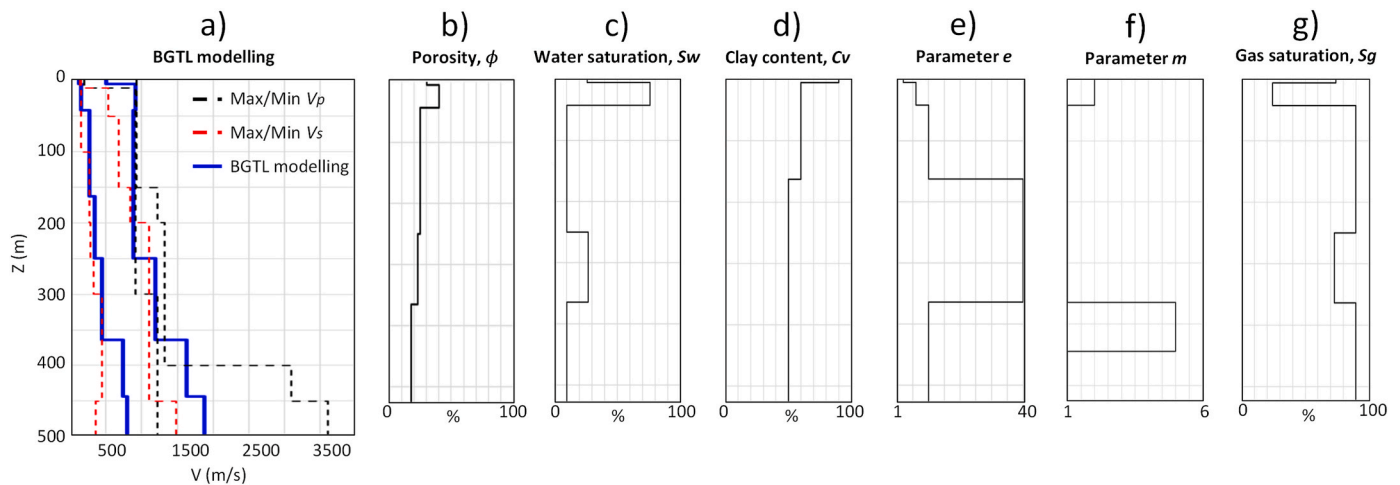 a) b) c) d) e) f) g)
BGTL modelling Porosity, ϕ Water saturation, Sw Clay content, Cv Parameter e Parameter m Gas saturation, Sg
0
100
200
300
400
500
Z (m)
Max/Min Vp
Max/Min Vs
BGTL modelling
500 1500 2500 3500
V (m/s)
0 100
%
0 100
%
0 100
%
1 40
1 6
0 100
%